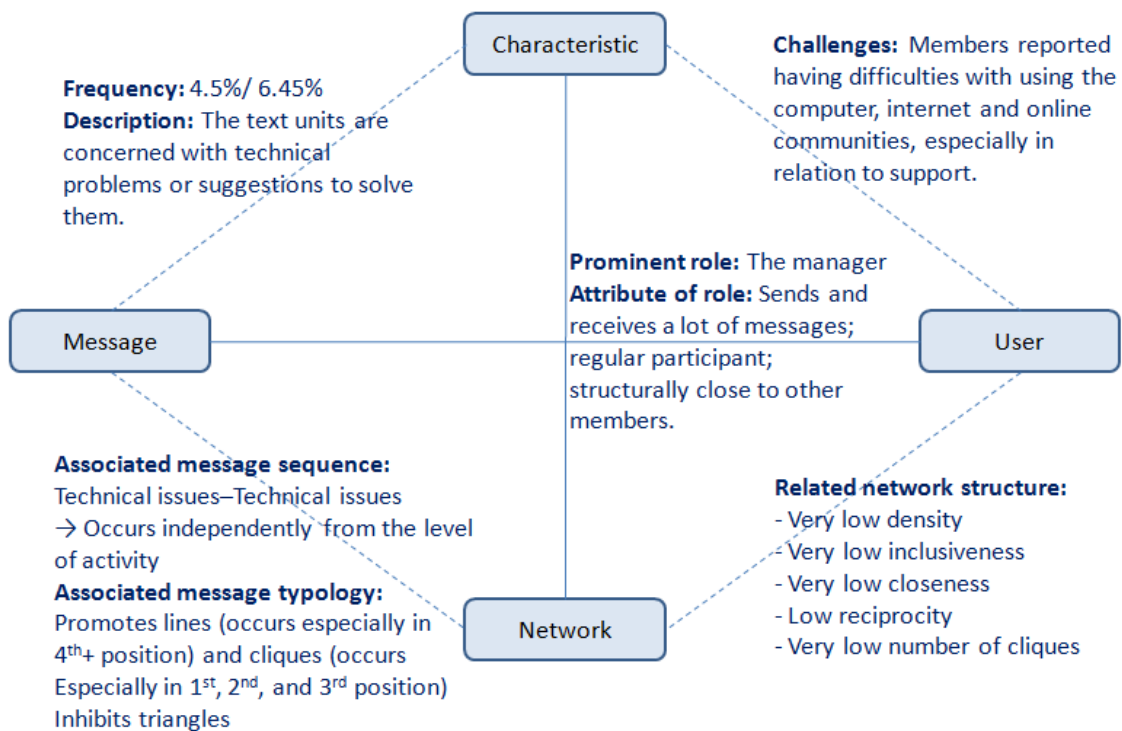 Characteristic
Frequency: 4.5%/ 6.45%
Description: The text units are
concerned with technical
problems or suggestions to solve
them.
Challenges: Members reported
having difficulties with using the
computer, internet and online
communities, especially in
relation to support.
Prominent role: The manager
Attribute of role: Sends and
receives a lot of messages;
regular participant;
structurally close to other
members.
Message
User
Associated message sequence:
Technical issues–Technical issues
→ Occurs independently from the level
of activity
Associated message typology:
Promotes lines (occurs especially in
4th+ position) and cliques (occurs
Especially in 1st, 2nd, and 3rd position)
Inhibits triangles
Network
Related network structure:
- Very low density
- Very low inclusiveness
- Very low closeness
- Low reciprocity
- Very low number of cliques